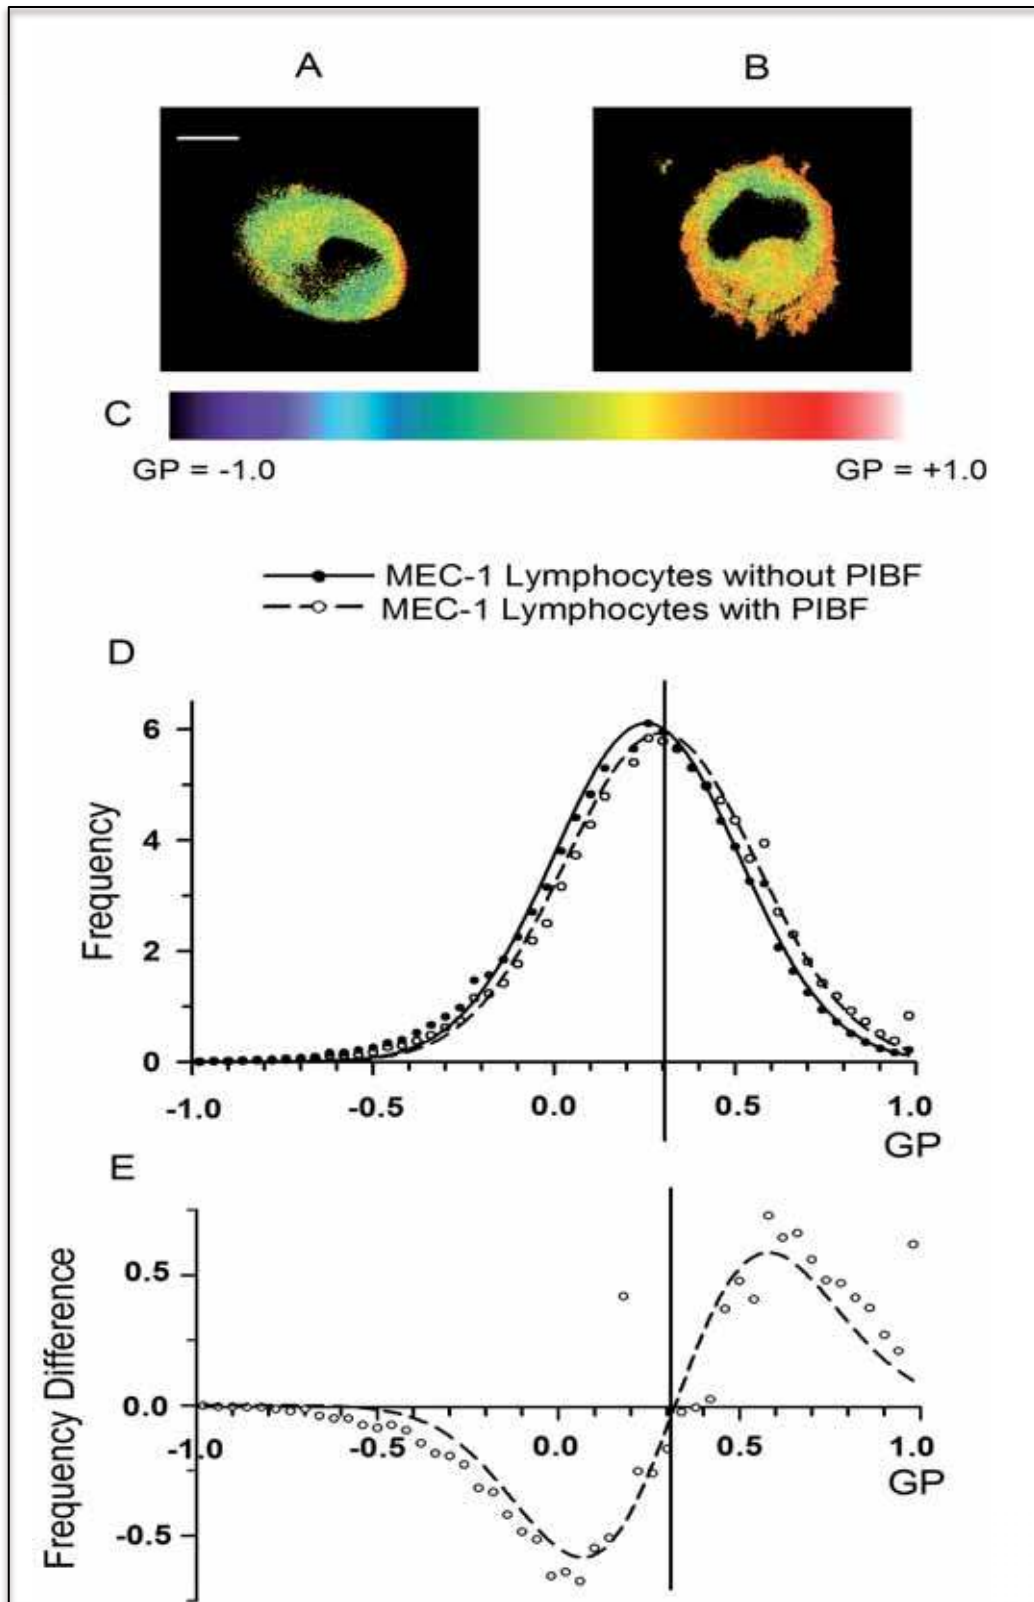 A B
C
GP = -1.0 GP = +1.0
MEC-1 Lymphocytes without PIBF
MEC-1 Lymphocytes with PIBF
D
Frequency
6
4
2
0
-1.0 -0.5 0.0 0.5 1.0
GP
E
Frequency Difference
0.5
0.0
-1.0 -0.5 0.0 0.5 1.0
GP
-0.5